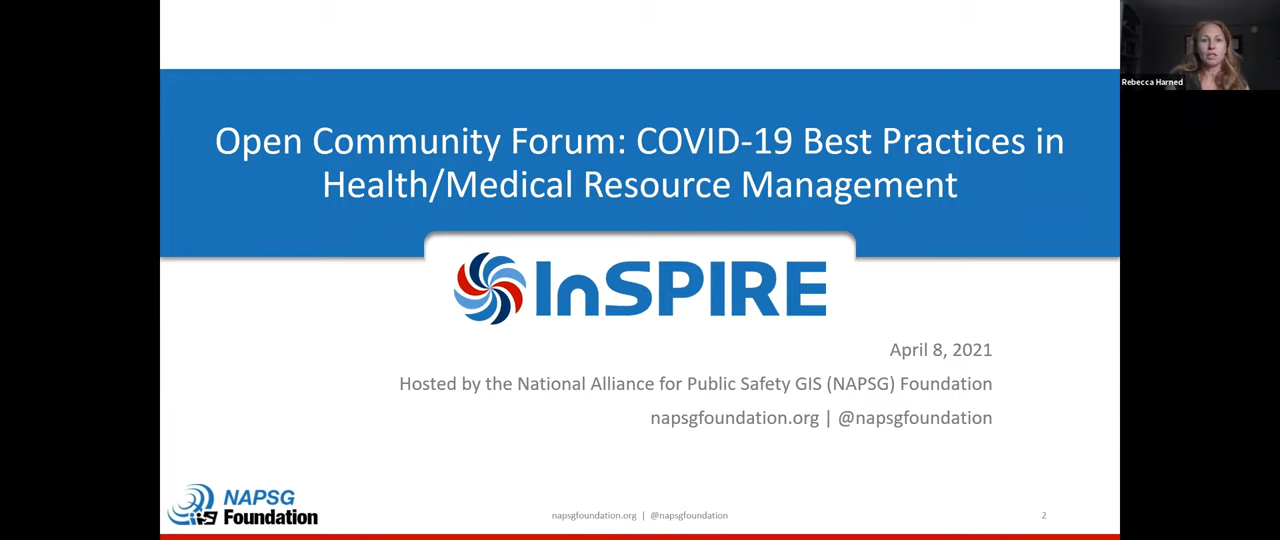 Rebecca Harned
Open Community Forum: COVID-19 Best Practices in
Health/Medical Resource Management
InSPIRE
April 8, 2021
Hosted by the National Alliance for Public Safety GIS (NAPSG) Foundation
napsgfoundation.org | @napsgfoundation
NAPSG
Foundation
napsgfoundation.org | @napsgfoundation
2